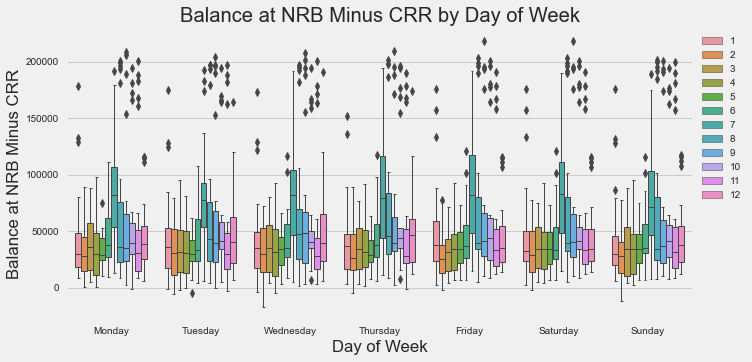 Balance at NRB Minus CRR by Day of Week
Balance at NRB Minus CRR
200000
150000
100000
50000
0
Monday
Tuesday
Wednesday
Thursday
Friday
Saturday
Sunday
Day of Week
1
2
3
4
5
6
7
8
9
10
11
12